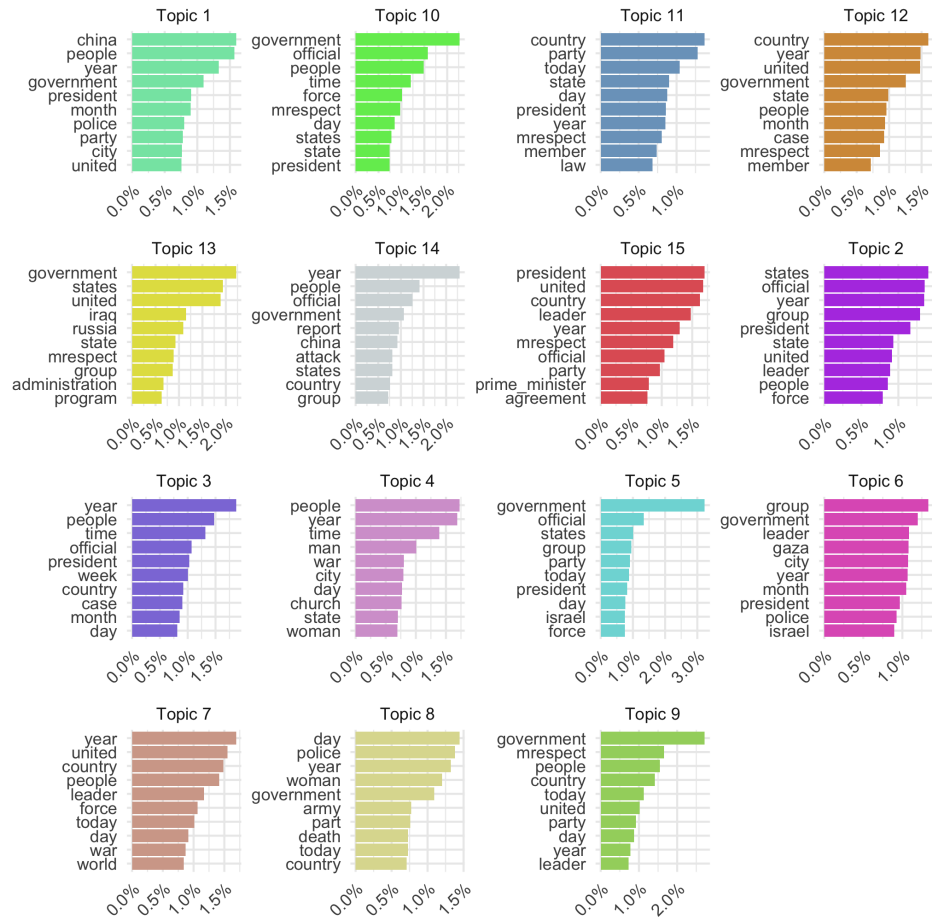 Topic 1
china
people
year
government
president
month
police
party
city
united
0.0% 0.5% 1.0% 1.5%
Topic 10
government
official
people
time
force
mrespect
day
states
state
president
0.0% 0.5% 1.0% 1.5% 2.0%
Topic 11
country
party
today
state
day
president
year
mrespect
member
law
0.0% 0.5% 1.0%
Topic 12
country
year
united
government
state
people
month
case
mrespect
member
0.0% 0.5% 1.0% 1.5%
Topic 13
government
states
united
iraq
russia
state
mrespect
group
administration
program
0.0% 0.5% 1.0% 1.5% 2.0%
Topic 14
year
people
official
government
report
china
attack
states
country
group
0.0% 0.5% 1.0% 1.5% 2.0%
Topic 15
president
united
country
leader
year
mrespect
official
party
prime_minister
agreement
0.0% 0.5% 1.0% 1.5%
Topic 2
states
official
year
group
president
state
united
leader
people
force
0.0% 0.5% 1.0%
Topic 3
year
people
time
official
president
week
country
case
month
day
0.0% 0.5% 1.0% 1.5%
Topic 4
people
year
time
man
war
city
day
church
state
woman
0.0% 0.5% 1.0% 1.5%
Topic 5
government
official
states
group
party
today
president
day
israel
force
0.0% 1.0% 2.0% 3.0%
Topic 6
group
government
leader
gaza
city
year
month
president
police
israel
0.0% 0.5% 1.0%
Topic 7
year
united
country
people
leader
force
today
day
war
world
0.0% 0.5% 1.0% 1.5%
Topic 8
day
police
year
woman
government
army
part
death
today
country
0.0% 0.5% 1.0% 1.5%
Topic 9
government
mrespect
people
country
today
united
party
day
year
leader
0.0% 1.0% 2.0%